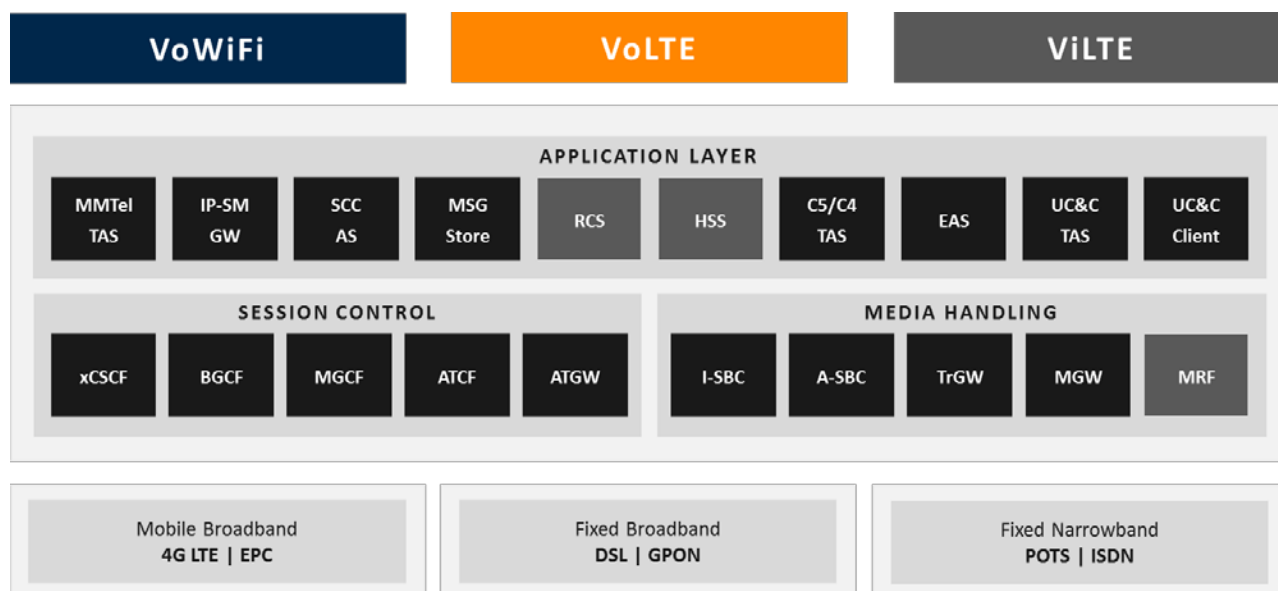 VoWiFi
VoLTE
ViLTE
APPLICATION LAYER
MMTel
TAS
IP-SM
GW
SCC
AS
MSG
Store
RCS
HSS
C5/C4
TAS
EAS
UC&C
TAS
UC&C
Client
SESSION CONTROL
xCSCF
BGCF
MGCF
ATCF
ATGW
MEDIA HANDLING
I-SBC
A-SBC
TrGW
MGW
MRF
Mobile Broadband
4G LTE | EPC
Fixed Broadband
DSL | GPON
Fixed Narrowband
POTS | ISDN